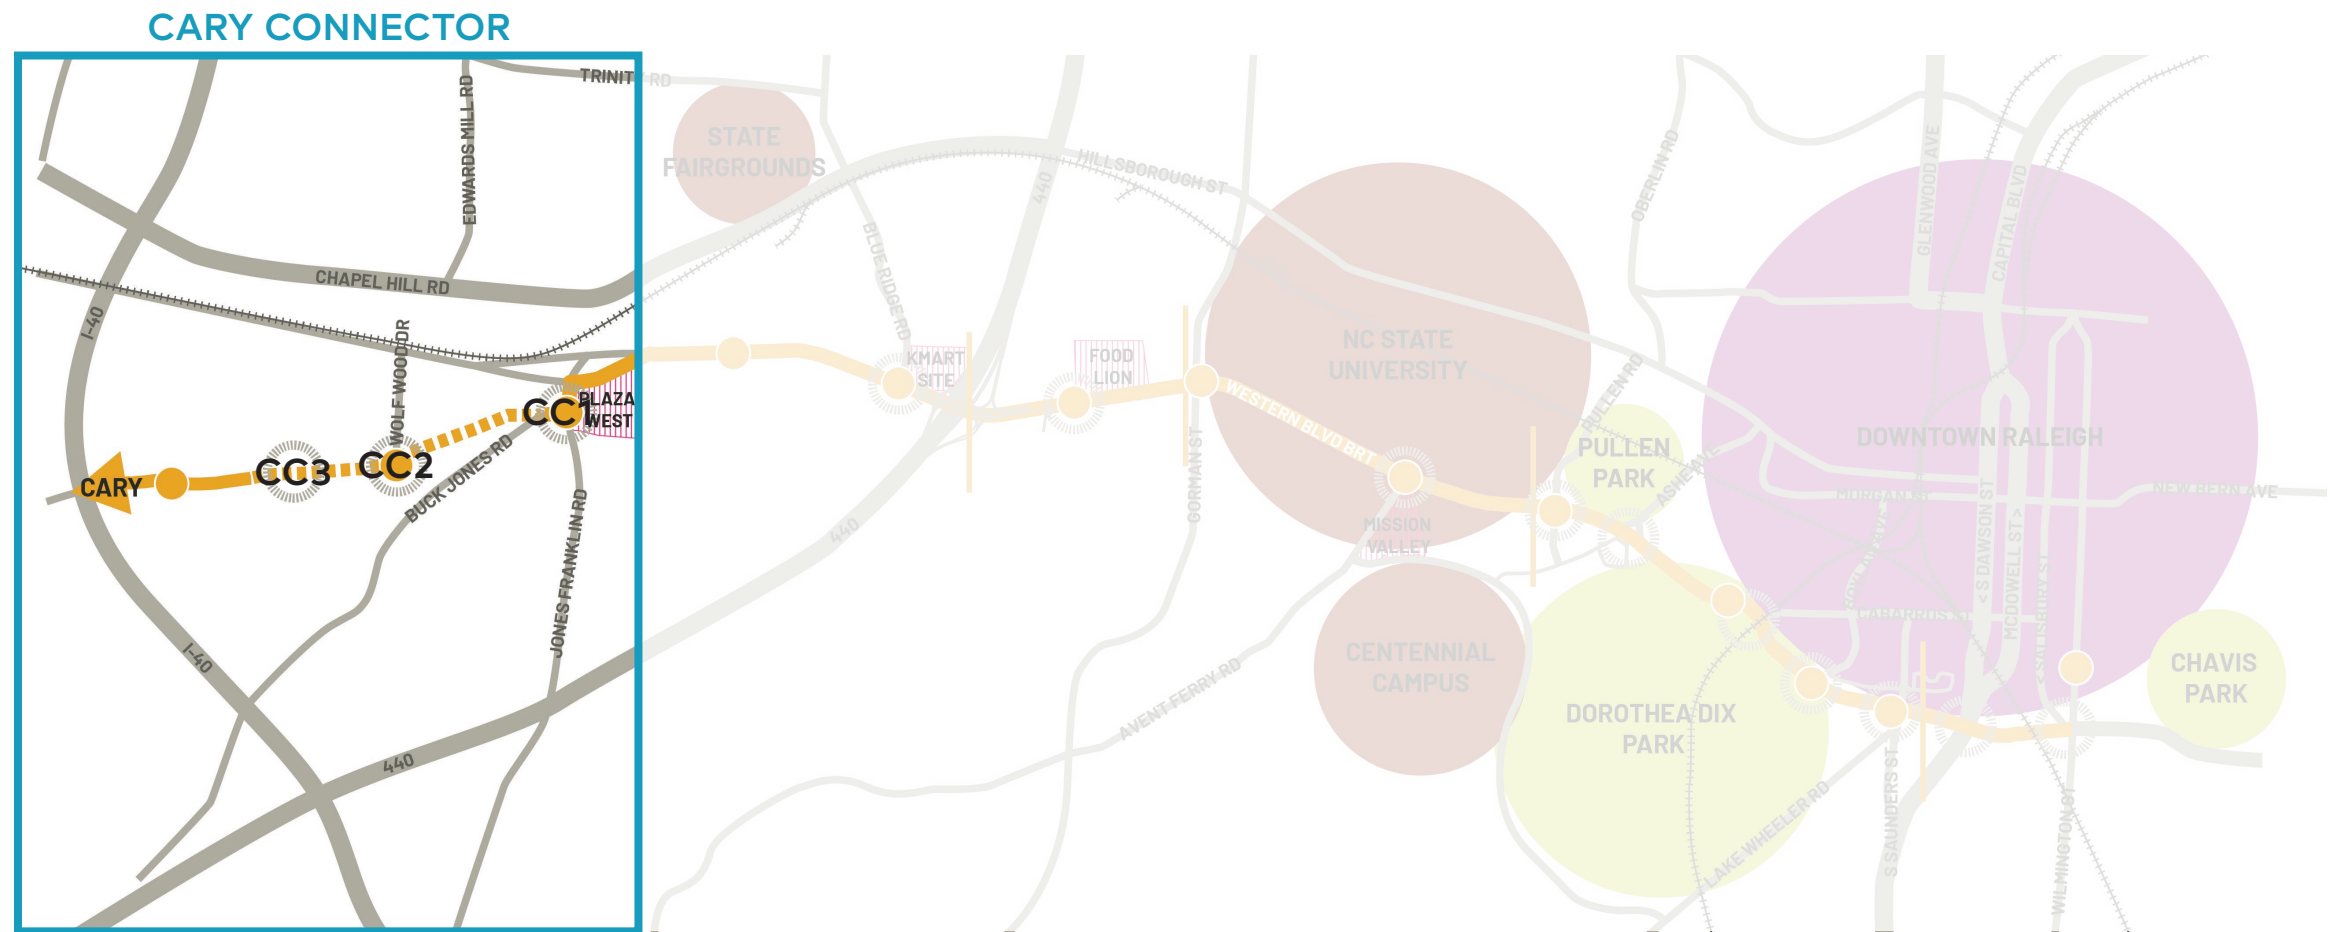 CARY CONNECTOR
TRINITY RD
EDWARDS MILL RD
CHAPEL HILL RD
I-40
WOLF WOOD DR
CC1
PLAZA
WEST
CC2
CC3
CARY
BUCK JONES RD
JONES FRANKLIN RD
I-40
440
STATE
FAIRGROUNDS
BLUE RIDGE RD
440
HILLSBOROUGH ST
KMART
SITE
FOOD
LION
WESTERN BLVD BRT
GORMAN ST
440
NC STATE
UNIVERSITY
MISSION
VALLEY
AVENT FERRY RD
CENTENNIAL
CAMPUS
OBERLIN RD
PULLEN RD
PULLEN
PARK
ASHE AVE
DOROTHEA DIX
PARK
LAKE WHEELER RD
GLENWOOD AVE
CAPITAL BLVD
DOWNTOWN RALEIGH
MORGAN ST
NEW BERN AVE
< S DAWSON ST
MCDOWELL ST >
< SALISBURY ST
CABARRUS ST
S SAUNDERS ST
WILMINGTON ST
CHAVIS
PARK